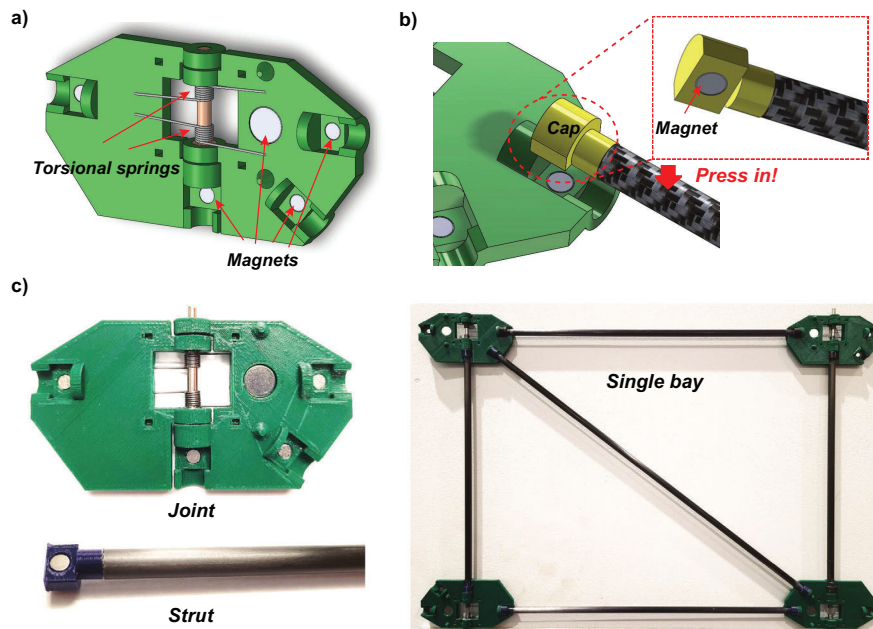 a)
Torsional springs
Magnets
b)
Cap
Magnet
Press in!
c)
Joint
Strut
Single bay